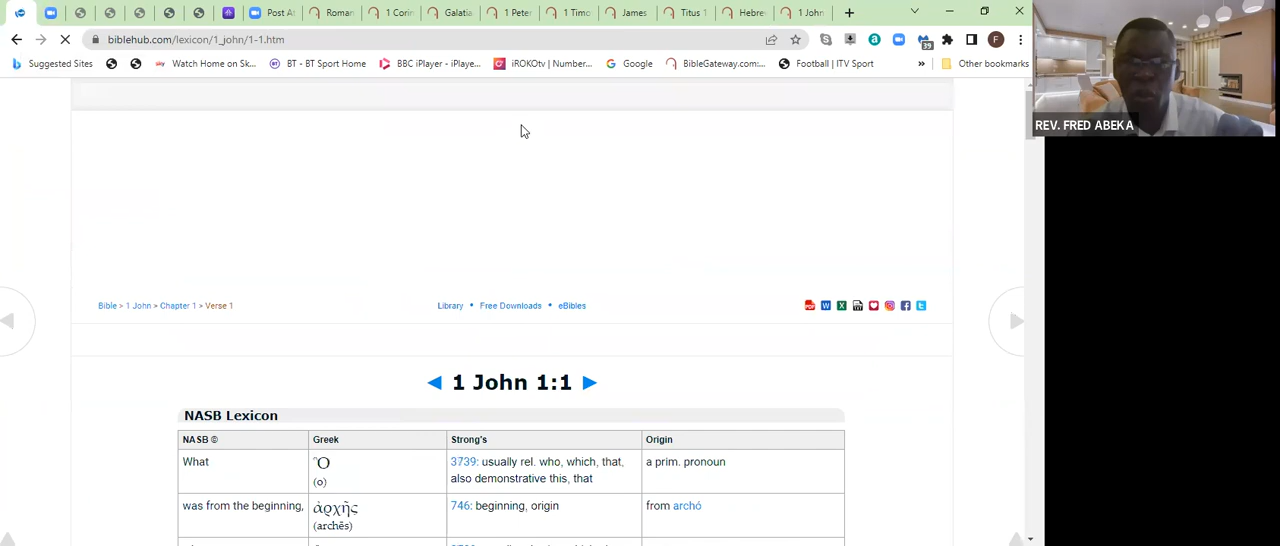 Post At
Roman
1 Corin
Galatia
1 Peter
1 Timo
James
Titus 1
Hebrew
1 John
biblehub.com/lexicon/1_john/1-1.htm
39
F
Suggested Sites
Watch Home on Sk...
BT - BT Sport Home
BBC iPlayer - iPlaye...
iROKOtv | Number...
Google
BibleGateway.com:...
Football | ITV Sport
»
Other bookmarks
REV. FRED ABEKA
Bible > 1 John > Chapter 1 > Verse 1
Library • Free Downloads • eBibles
◄ 1 John 1:1 ►
NASB Lexicon
NASB © Greek Strong's Origin
What Ὃ (o) 3739: usually rel. who, which, that, also demonstrative this, that a prim. pronoun
was from the beginning, ἀρχῆς (archēs) 746: beginning, origin from archó